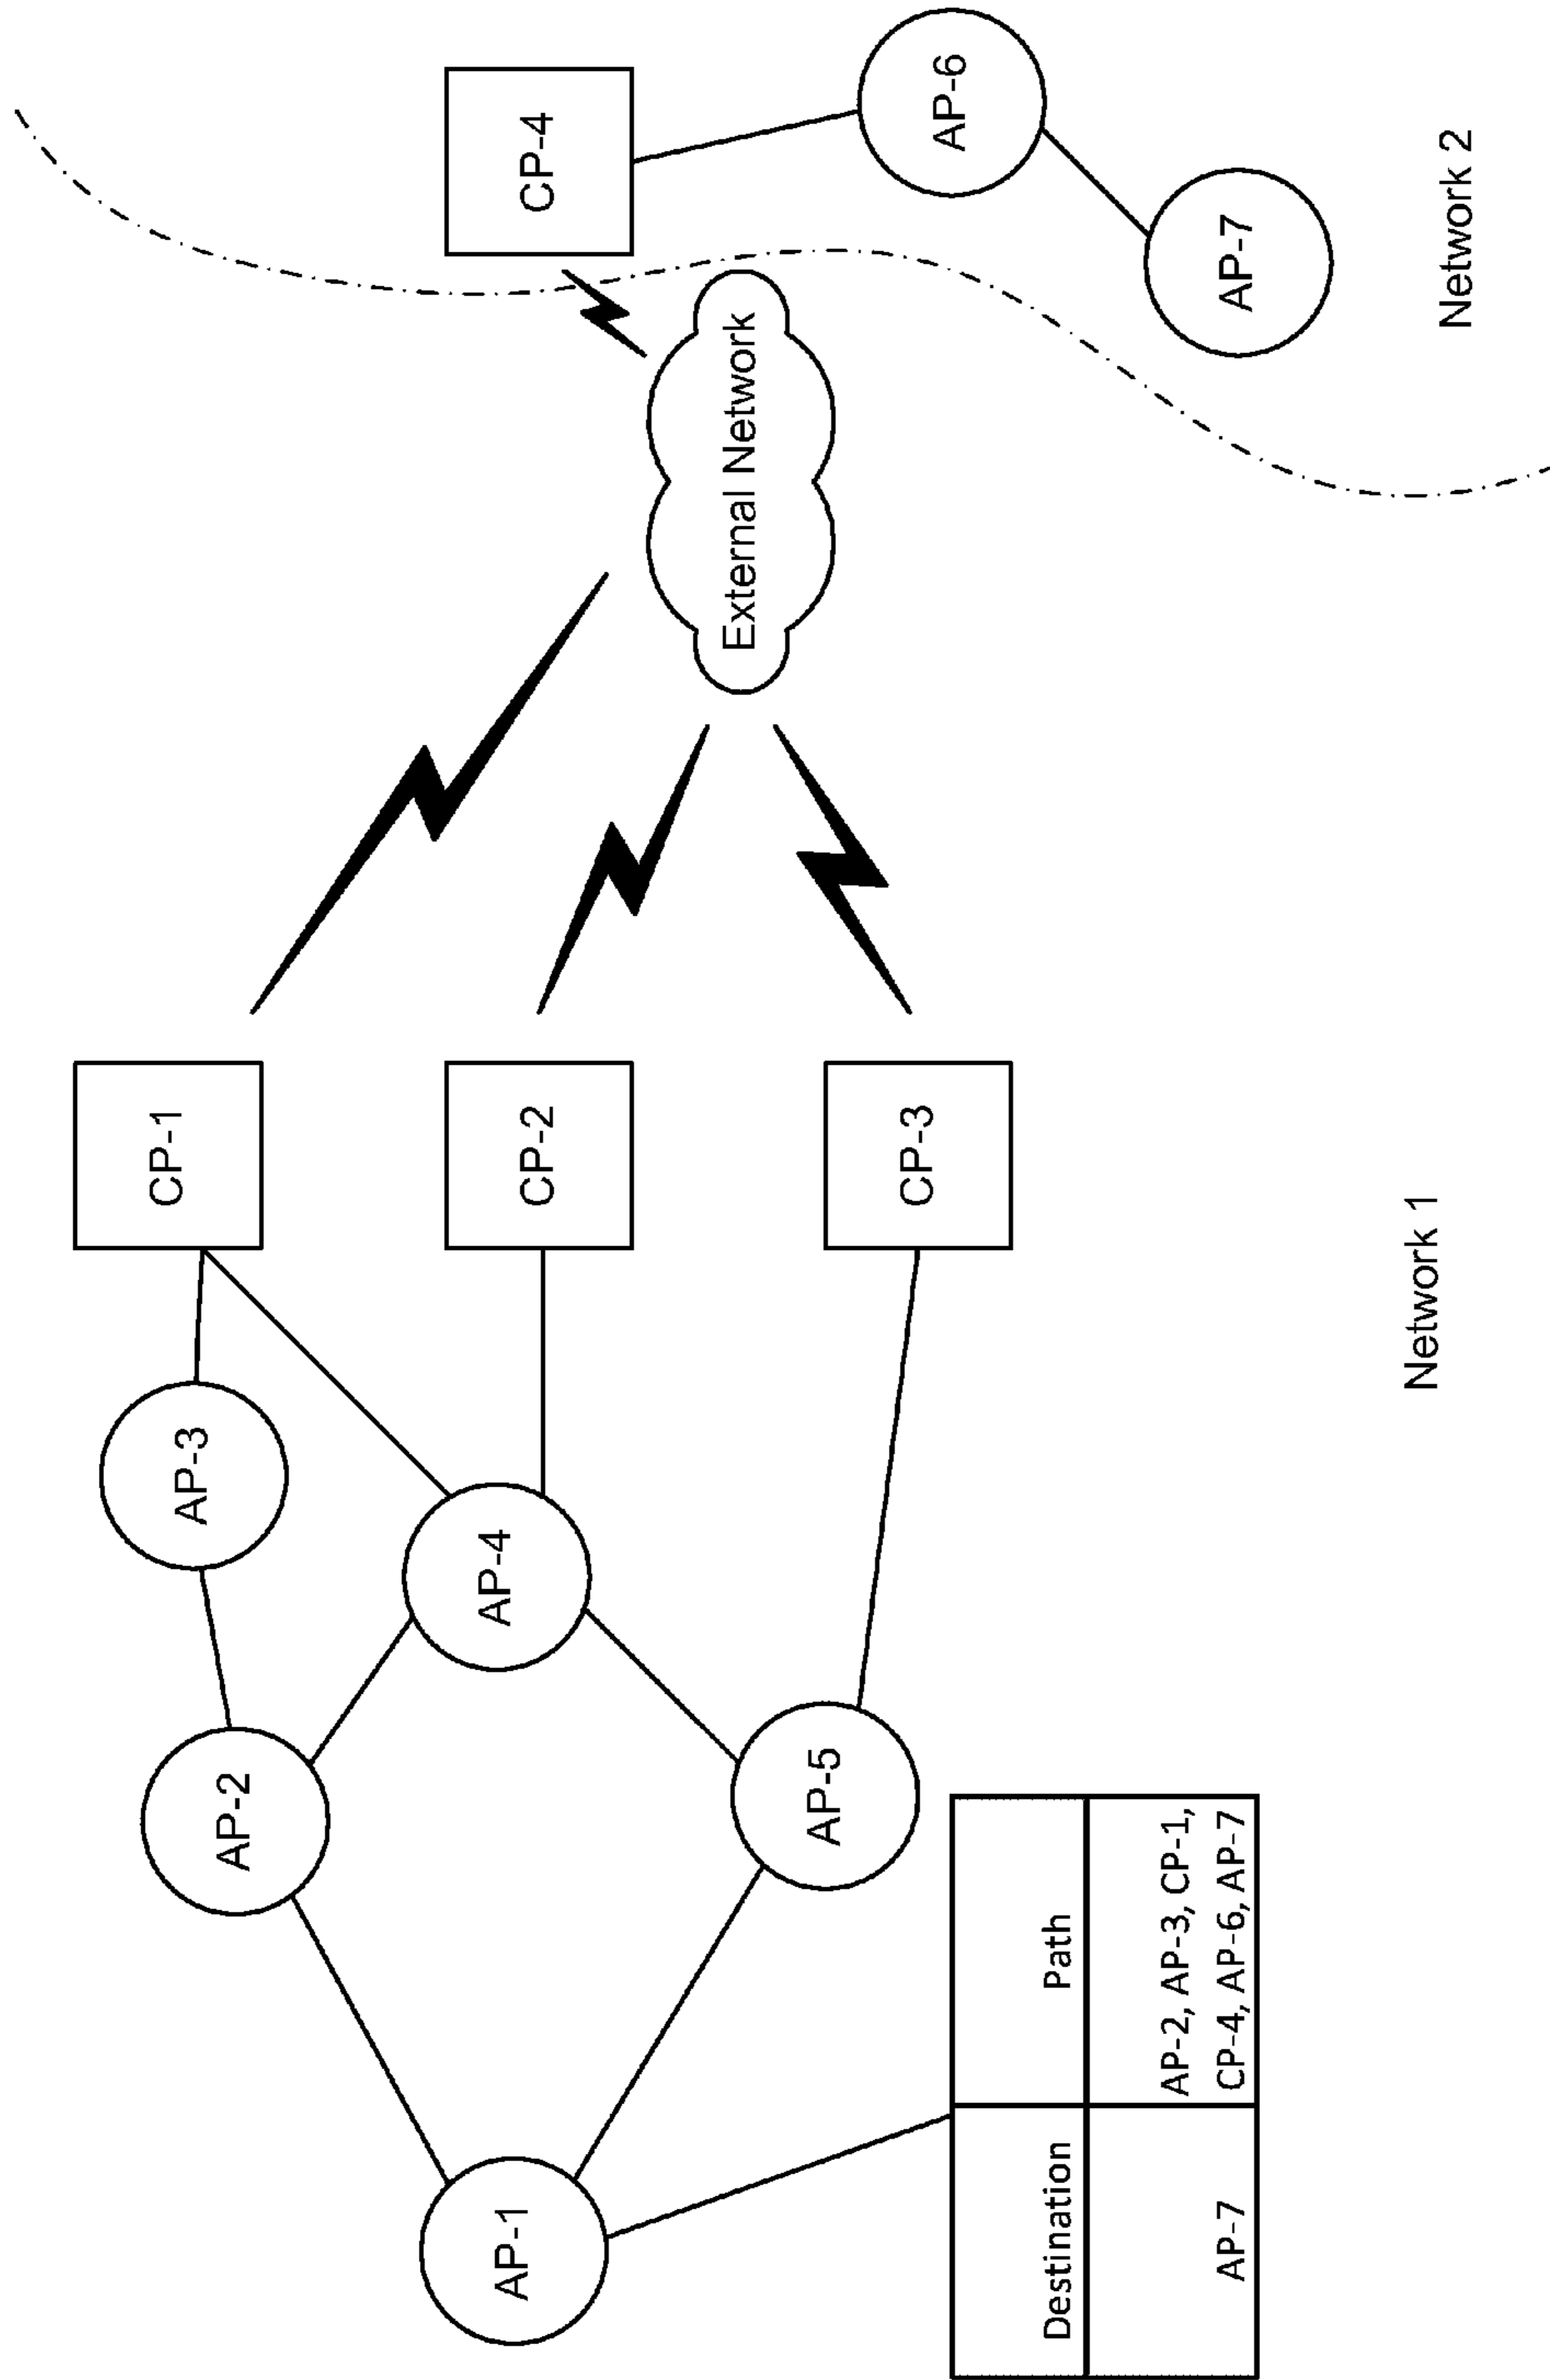 CP-1
AP-3
AP-2
CP-4
AP-4
CP-2
AP-1
External Network
AP-6
CP-3
AP-5
Destination
Path
AP-7
AP-2, AP-3, CP-1,
CP-4, AP-6, AP-7
AP-7
Network 1
Network 2